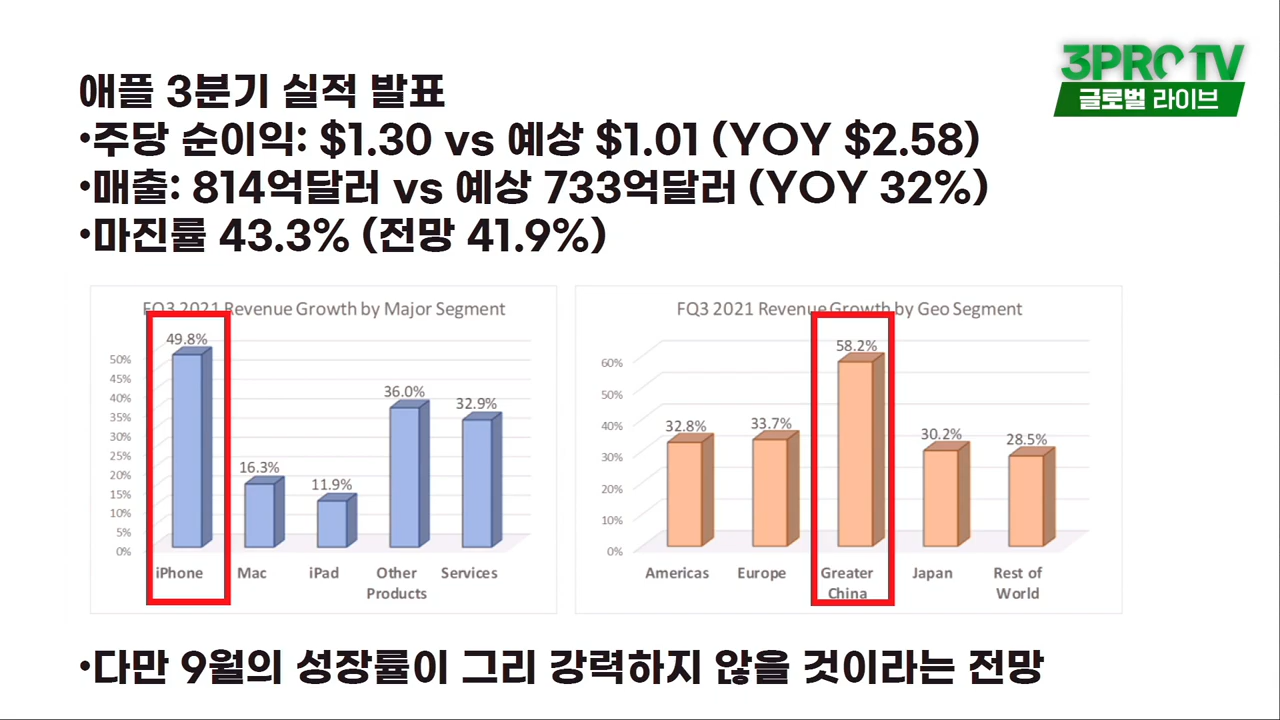 3PROTV
글로벌 라이브
애플 3분기 실적 발표
•주당 순이익: $1.30 vs 예상 $1.01 (YOY $2.58)
•매출: 814억달러 vs 예상 733억달러 (YOY 32%)
•마진률 43.3% (전망 41.9%)
FQ3 2021 Revenue Growth by Major Segment
49.8%
50%
45%
40%
35%
30%
25%
20%
15%
10%
5%
0%
16.3%
11.9%
36.0%
32.9%
iPhone
Mac
iPad
Other
Products
Services
FQ3 2021 Revenue Growth by Geo Segment
60%
50%
40%
30%
20%
10%
0%
32.8%
33.7%
58.2%
30.2%
28.5%
Americas
Europe
Greater
China
Japan
Rest of
World
•다만 9월의 성장률이 그리 강력하지 않을 것이라는 전망